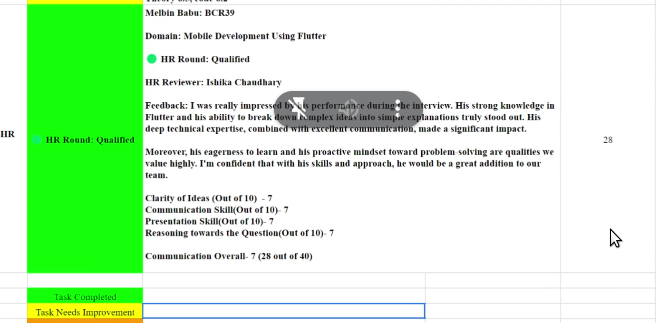 Melbin Babu: BCR39
Domain: Mobile Development Using Flutter
HR Round: Qualified
HR Reviewer: Ishika Chaudhary
Feedback: I was really impressed by his performance during the interview. His strong knowledge in
Flutter and his ability to break down complex ideas into simple explanations truly stood out. His
deep technical expertise, combined with excellent communication, made a significant impact.
HR
HR Round: Qualified
28
Moreover, his eagerness to learn and his proactive mindset toward problem-solving are qualities we
value highly. I'm confident that with his skills and approach, he would be a great addition to our
team.
Clarity of Ideas (Out of 10) - 7
Communication Skill(Out of 10)- 7
Presentation Skill(Out of 10)- 7
Reasoning towards the Question(Out of 10)- 7
Communication Overall- 7 (28 out of 40)
Task Completed
Task Needs Improvement